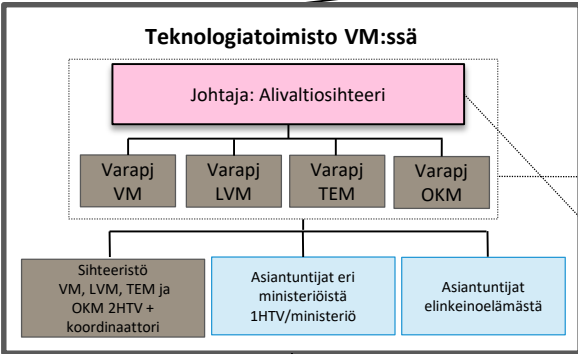 Teknologiatoimisto VM:ssä
Johtaja: Alivaltiosihteeri
Varapj
VM
Varapj
LVM
Varapj
TEM
Varapj
OKM
Sihteeristö
VM, LVM, TEM ja
OKM 2HTV +
koordinaattori
Asiantuntijat eri
ministeriöistä
1HTV/ministeriö
Asiantuntijat
elinkeinoelämästä